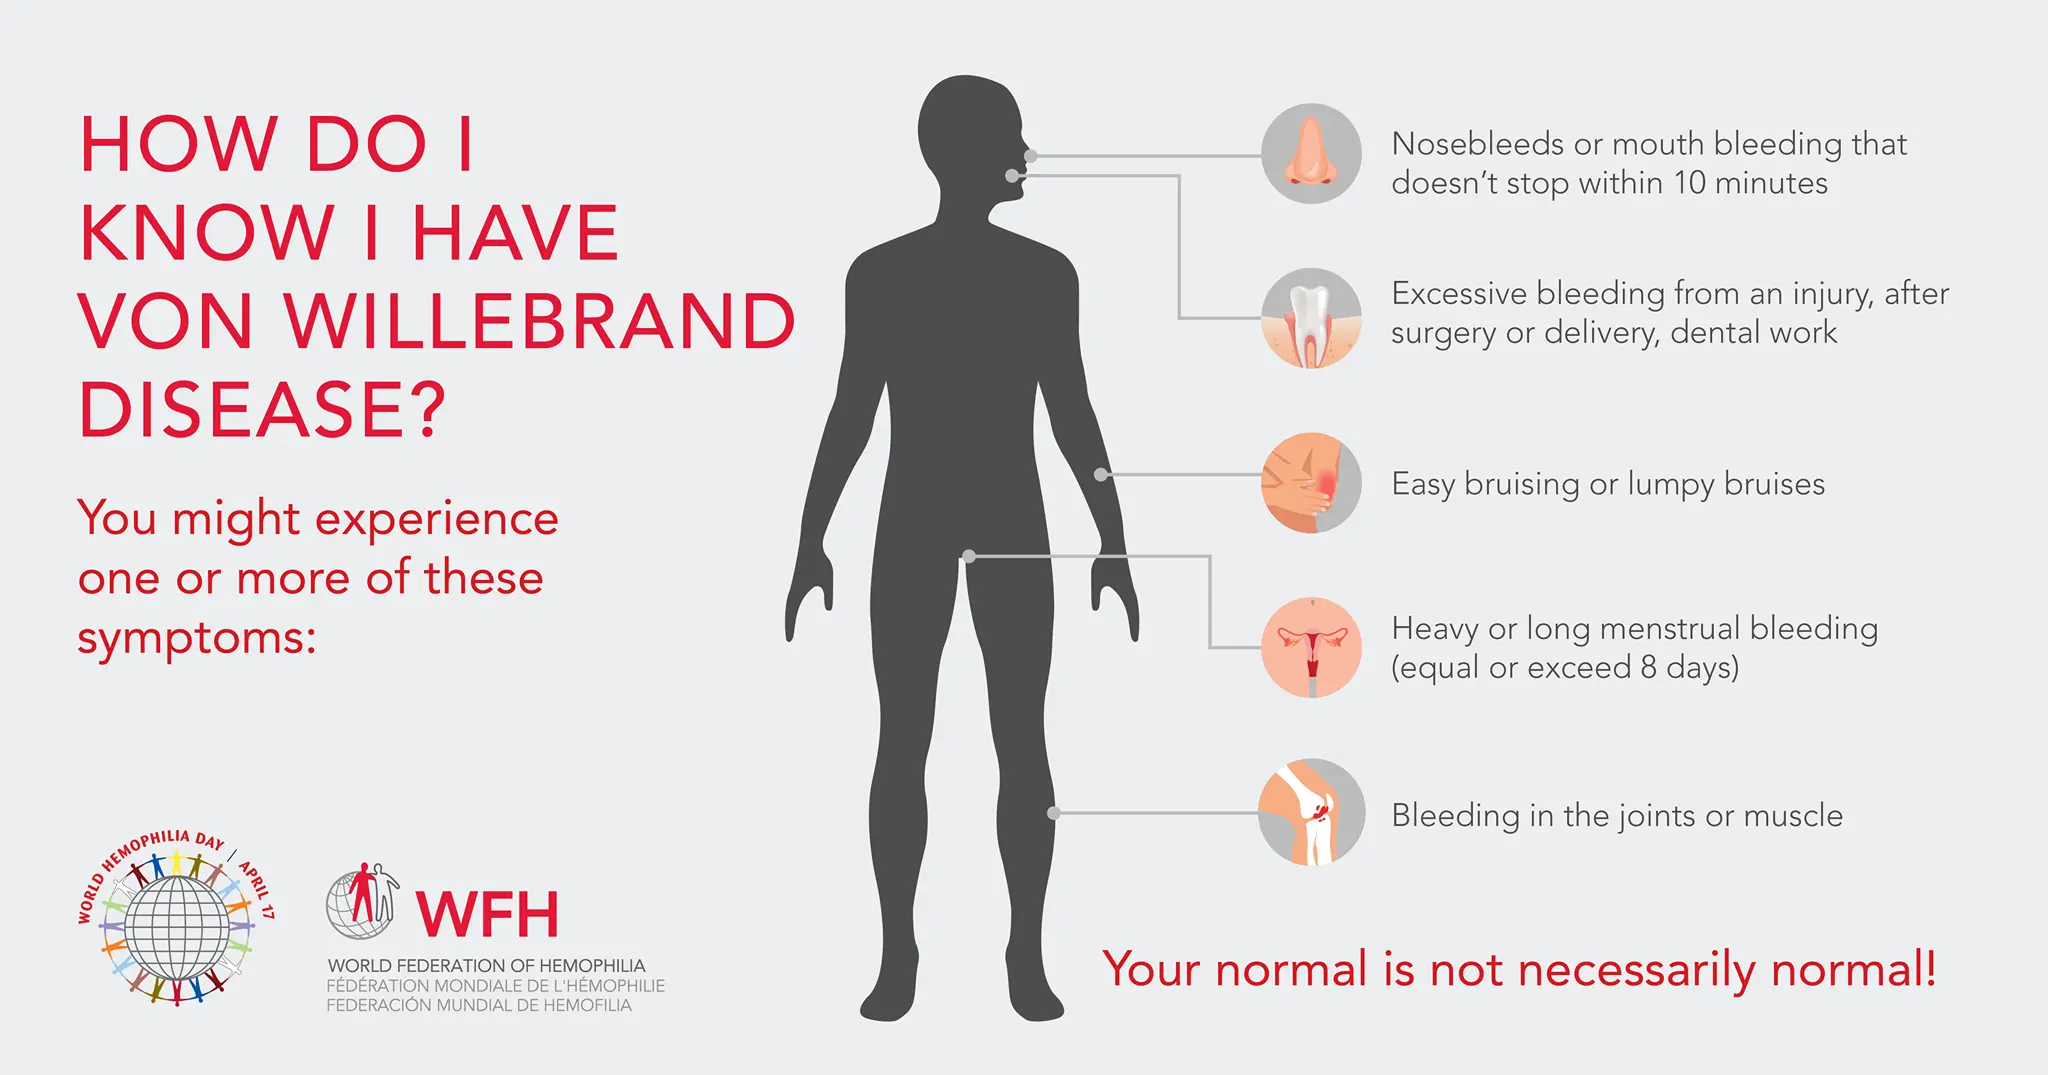 HOW DO I
KNOW I HAVE
VON WILLEBRAND
DISEASE?
You might experience
one or more of these
symptoms:
Nosebleeds or mouth bleeding that
doesn’t stop within 10 minutes
Excessive bleeding from an injury, after
surgery or delivery, dental work
Easy bruising or lumpy bruises
Heavy or long menstrual bleeding
(equal or exceed 8 days)
Bleeding in the joints or muscle
Your normal is not necessarily normal!
WORLD HEMOPHILIA DAY | APRIL 17
WFH
WORLD FEDERATION OF HEMOPHILIA
FÉDÉRATION MONDIALE DE L'HÉMOPHILIE
FEDERACIÓN MUNDIAL DE HEMOFILIA